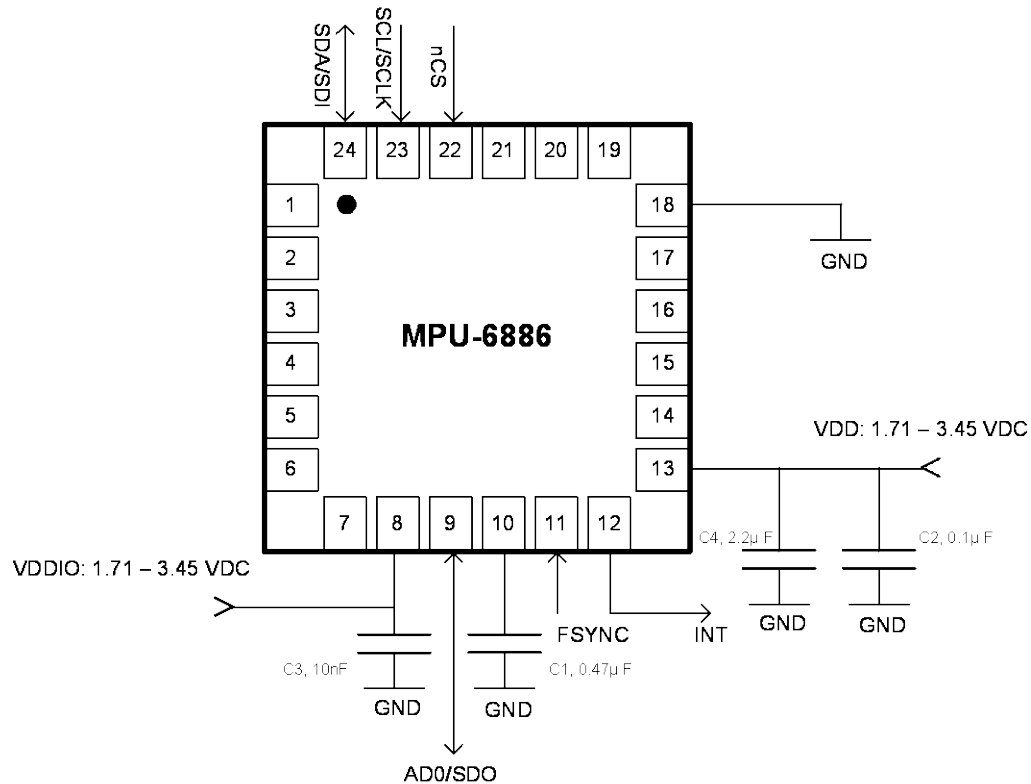 SDA/SDI
SCL/SCLK
nCS
24
23
22
21
20
19
1
2
3
4
5
6
18
17
16
15
14
13
GND
MPU-6886
VDD: 1.71 – 3.45 VDC
7
8
9
10
11
12
C4, 2.2µ F
C2, 0.1µ F
GND
GND
VDDIO: 1.71 – 3.45 VDC
FSYNC
INT
C3, 10nF
C1, 0.47µ F
GND
GND
AD0/SDO